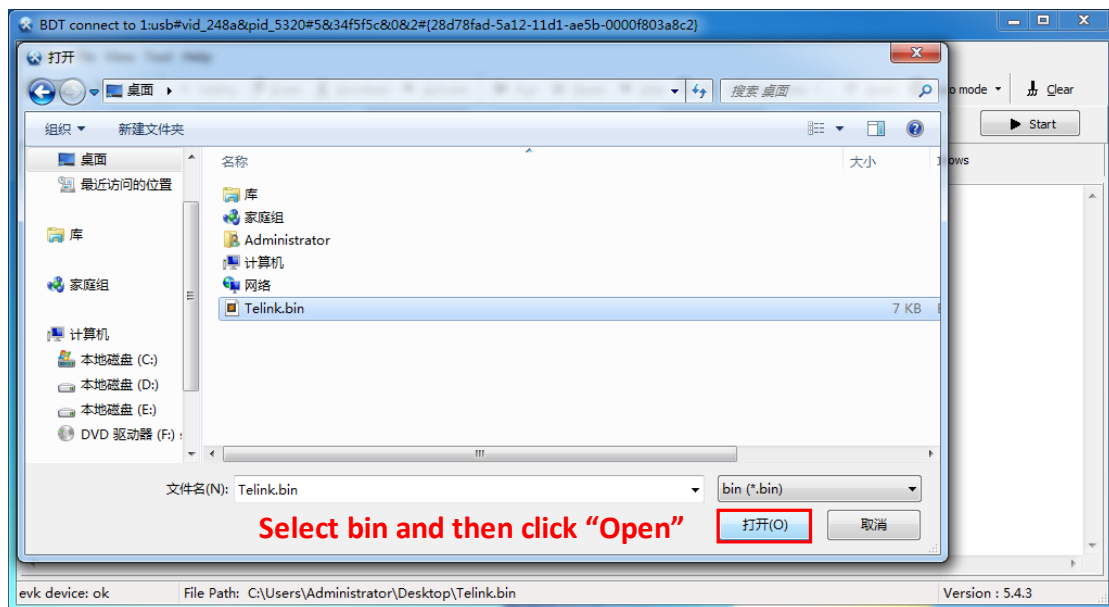 BDT connect to 1:usb#vid_248a&pid_5320#5&34f5f5c&0&2#{28d78fad-5a12-11d1-ae5b-0000f803a8c2}
打开
桌面
搜索 桌面
mode
Clear
组织 新建文件夹
Start
桌面
最近访问的位置
库
家庭组
计算机
本地磁盘 (C:)
本地磁盘 (D:)
本地磁盘 (E:)
DVD 驱动器 (F:)
名称 大小
库
家庭组
Administrator
计算机
网络
Telink.bin 7 KB
ows
文件名(N): Telink.bin bin (*.bin)
Select bin and then click “Open”
打开(O) 取消
evk device: ok File Path: C:\Users\Administrator\Desktop\Telink.bin Version : 5.4.3